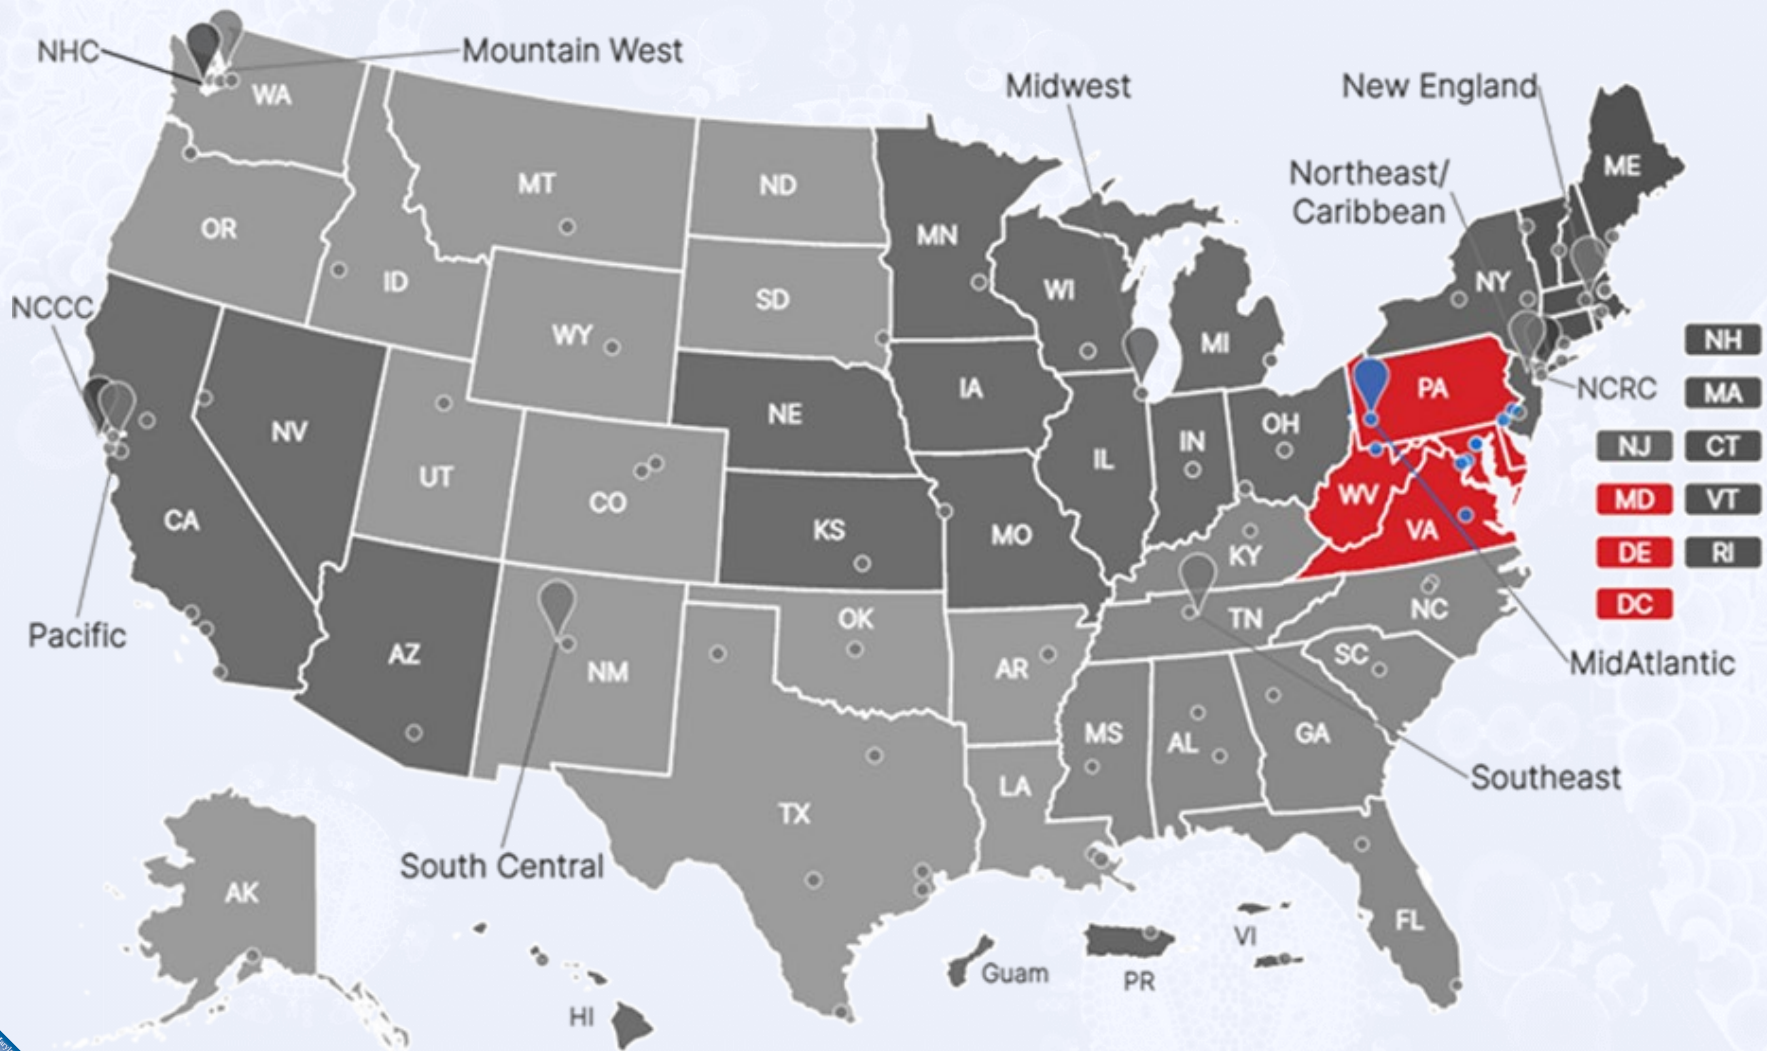 NHC
Mountain West
Midwest
New England
WA
MT
ND
MN
ME
Northeast/
Caribbean
OR
ID
SD
WI
NY
NCCC
WY
MI
NH
IA
PA
NCRC
MA
NE
NV
OH
IN
IL
NJ
CT
UT
CO
WV
MD
VT
CA
KS
MO
VA
KY
DE
RI
Pacific
OK
TN
NC
DC
AZ
NM
AR
SC
MidAtlantic
MS
AL
GA
Southeast
LA
TX
South Central
AK
FL
VI
Guam
PR
HI